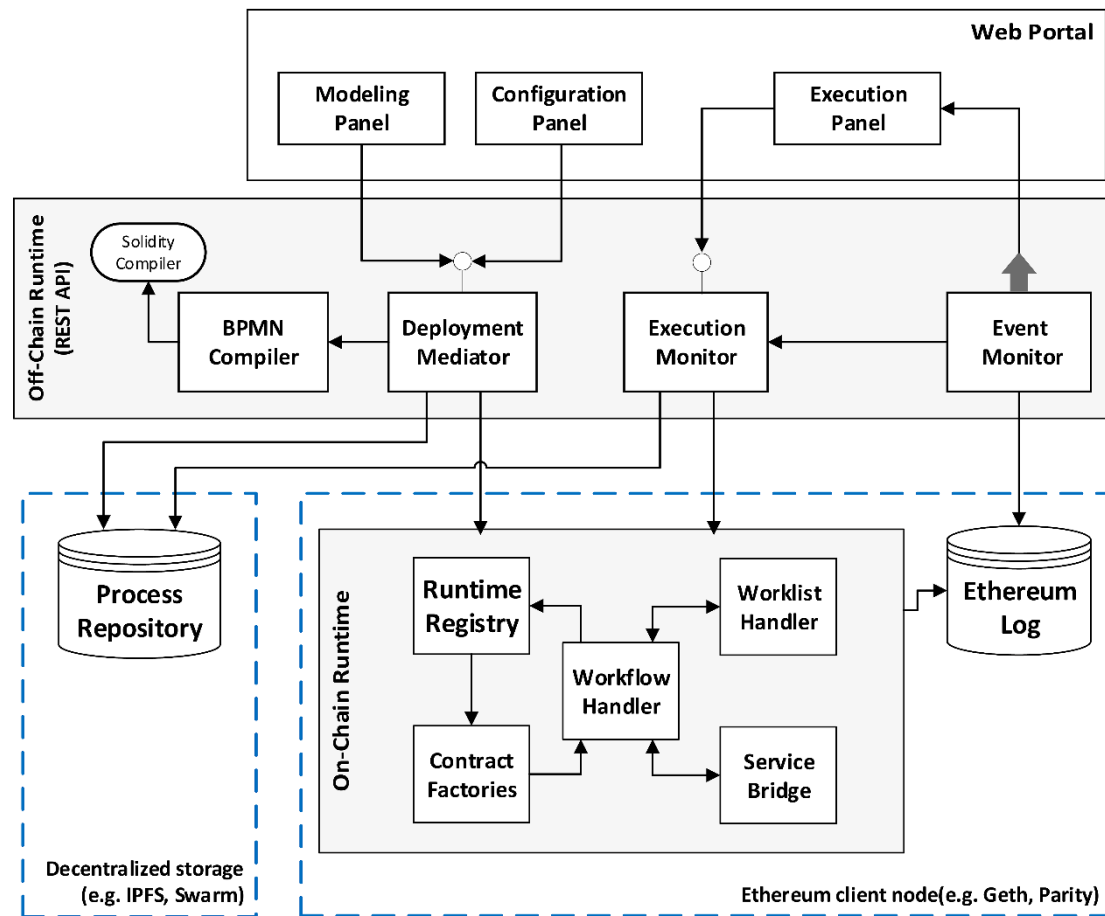 Web Portal
Modeling
Panel
Configuration
Panel
Execution
Panel
Off-Chain Runtime
(REST API)
Solidity
Compiler
BPMN
Compiler
Deployment
Mediator
Execution
Monitor
Event
Monitor
Process
Repository
Decentralized storage
(e.g. IPFS, Swarm)
On-Chain Runtime
Runtime
Registry
Worklist
Handler
Workflow
Handler
Contract
Factories
Service
Bridge
Ethereum
Log
Ethereum client node(e.g. Geth, Parity)